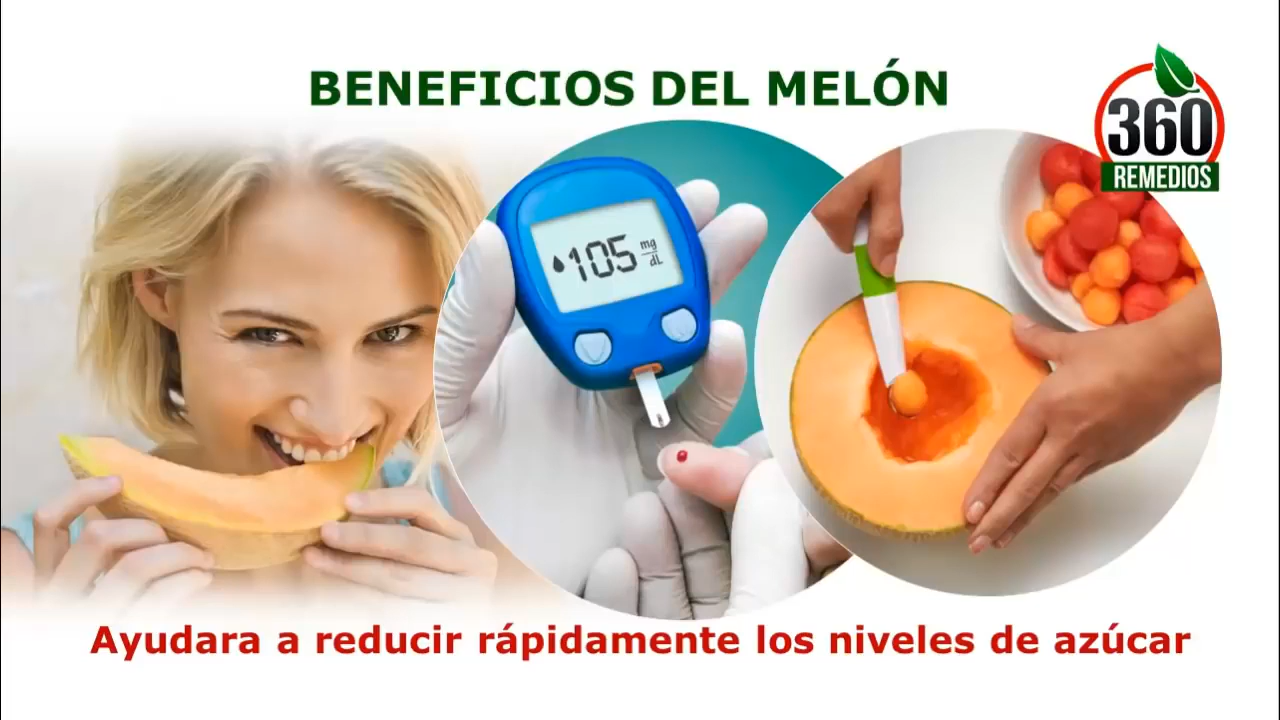 BENEFICIOS DEL MELÓN
360
REMEDIOS
105 mg/dL
Ayudara a reducir rápidamente los niveles de azúcar